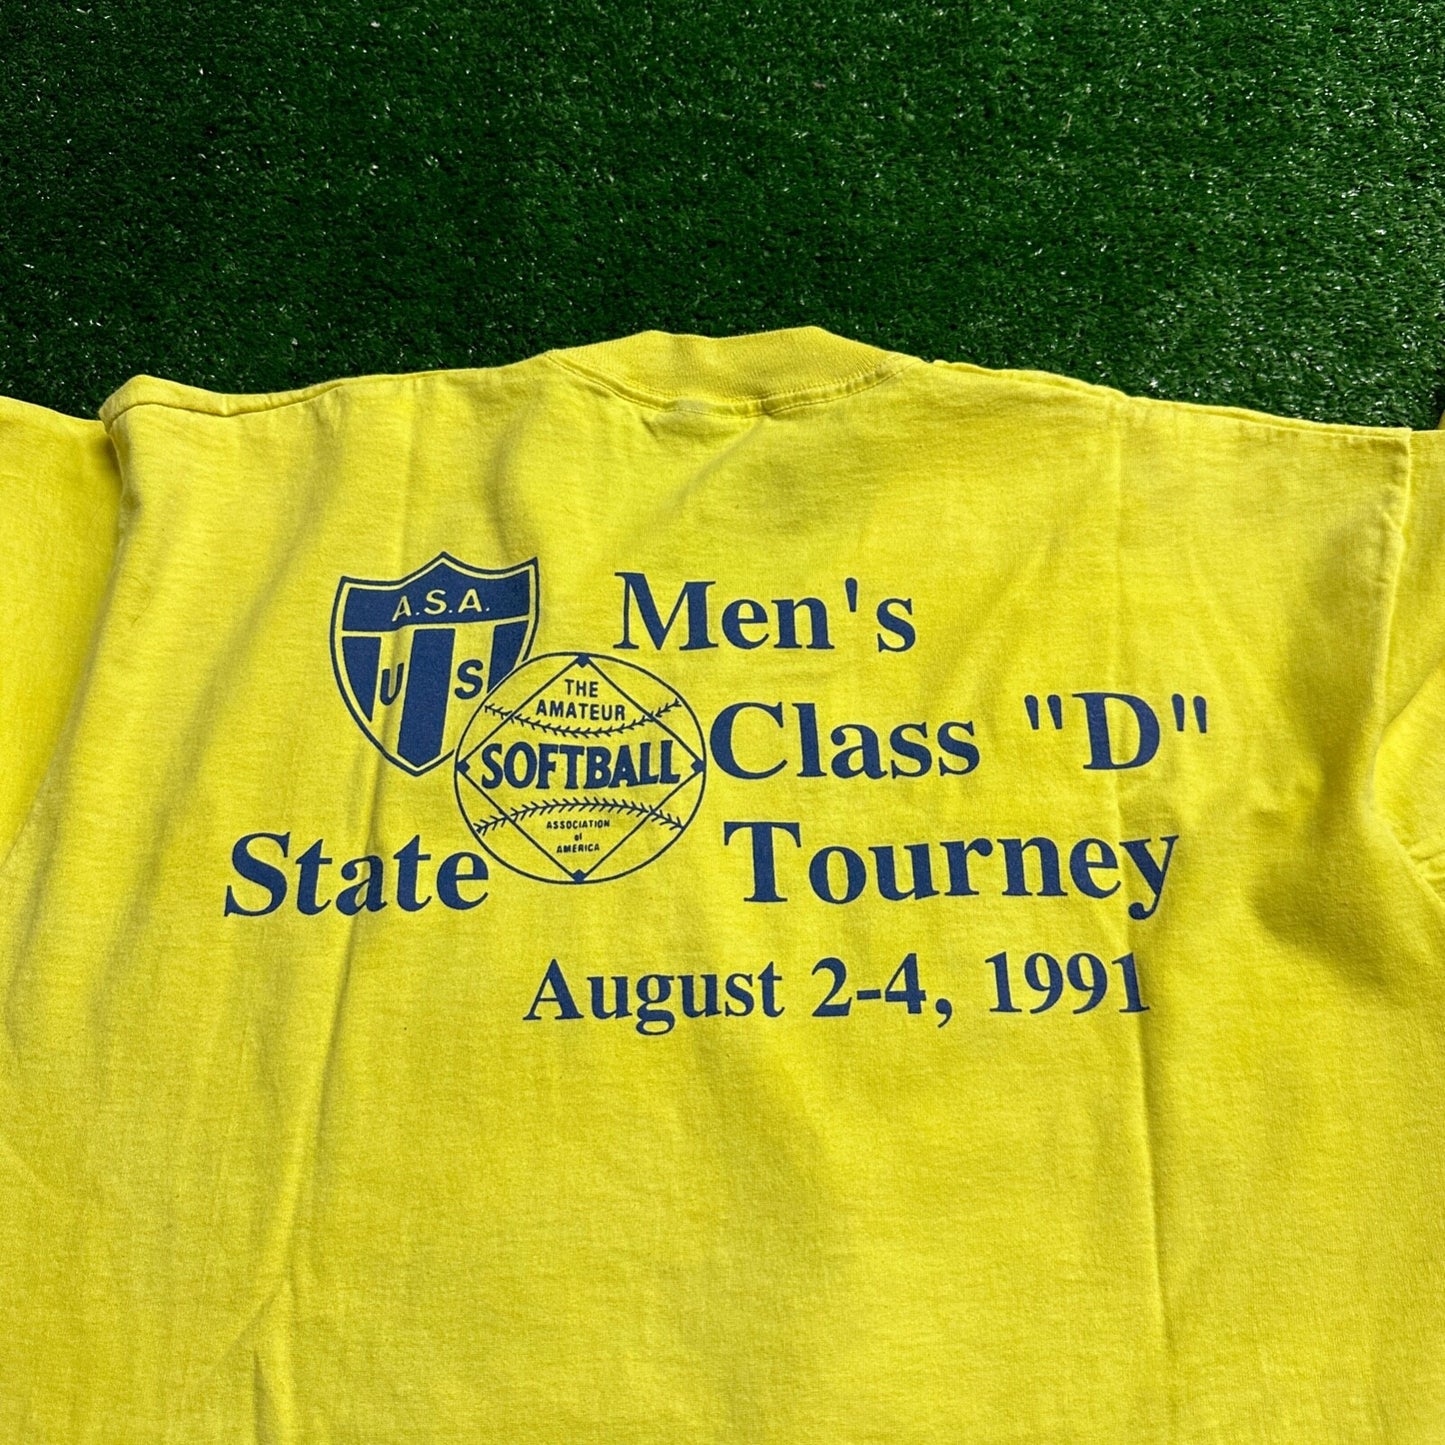 A.S.A.
U S
THE
AMATEUR
SOFTBALL
ASSOCIATION
of
AMERICA
Men's
Class "D"
State Tourney
August 2-4, 1991